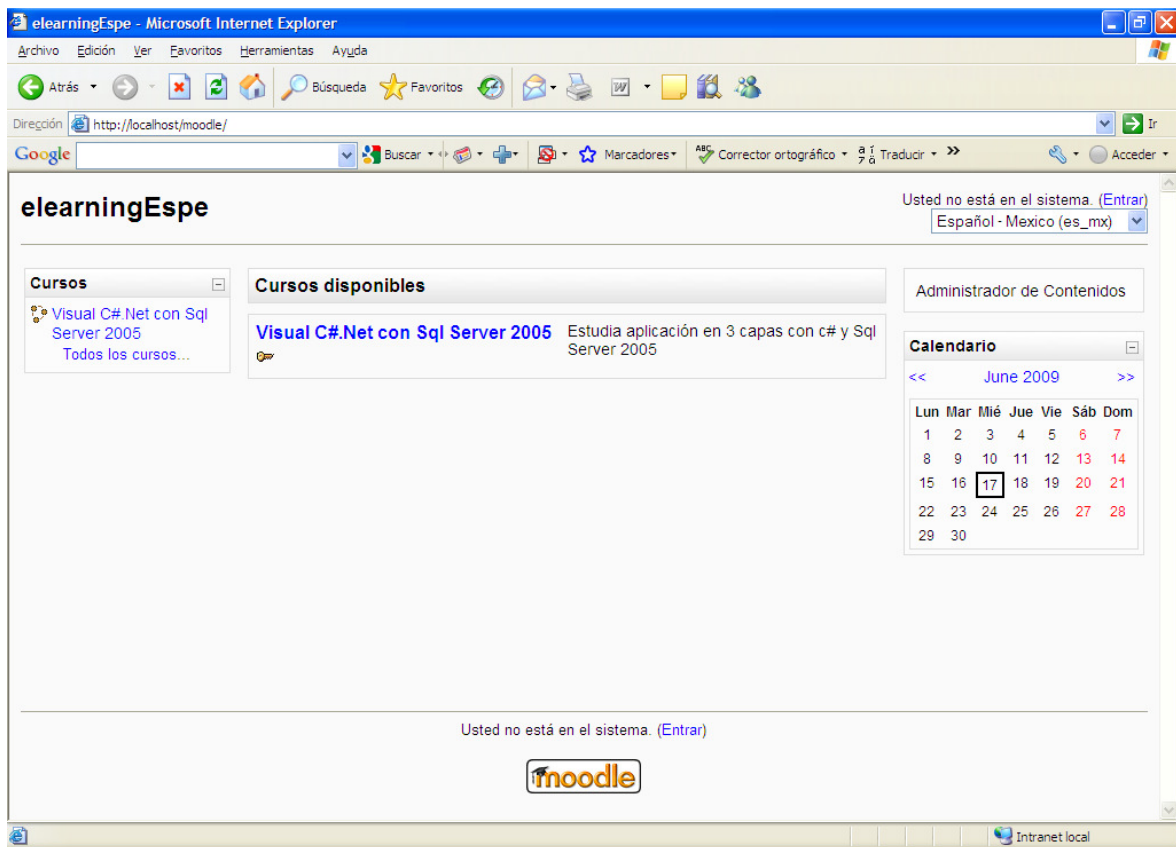 elearningEspe - Microsoft Internet Explorer
Archivo Edición Ver Favoritos Herramientas Ayuda
Atrás Búsqueda Favoritos
Dirección http://localhost/moodle/ Ir
Google Buscar Marcadores Corrector ortográfico Traducir Acceder
elearningEspe
Usted no está en el sistema. (Entrar)
Español - Mexico (es_mx)
Cursos
Visual C#.Net con Sql
Server 2005
Todos los cursos...
Cursos disponibles
Visual C#.Net con Sql Server 2005
Estudia aplicación en 3 capas con c# y Sql
Server 2005
Administrador de Contenidos
Calendario
<< June 2009 >>
Lun Mar Mié Jue Vie Sáb Dom
1 2 3 4 5 6 7
8 9 10 11 12 13 14
15 16 17 18 19 20 21
22 23 24 25 26 27 28
29 30
Usted no está en el sistema. (Entrar)
moodle
Intranet local